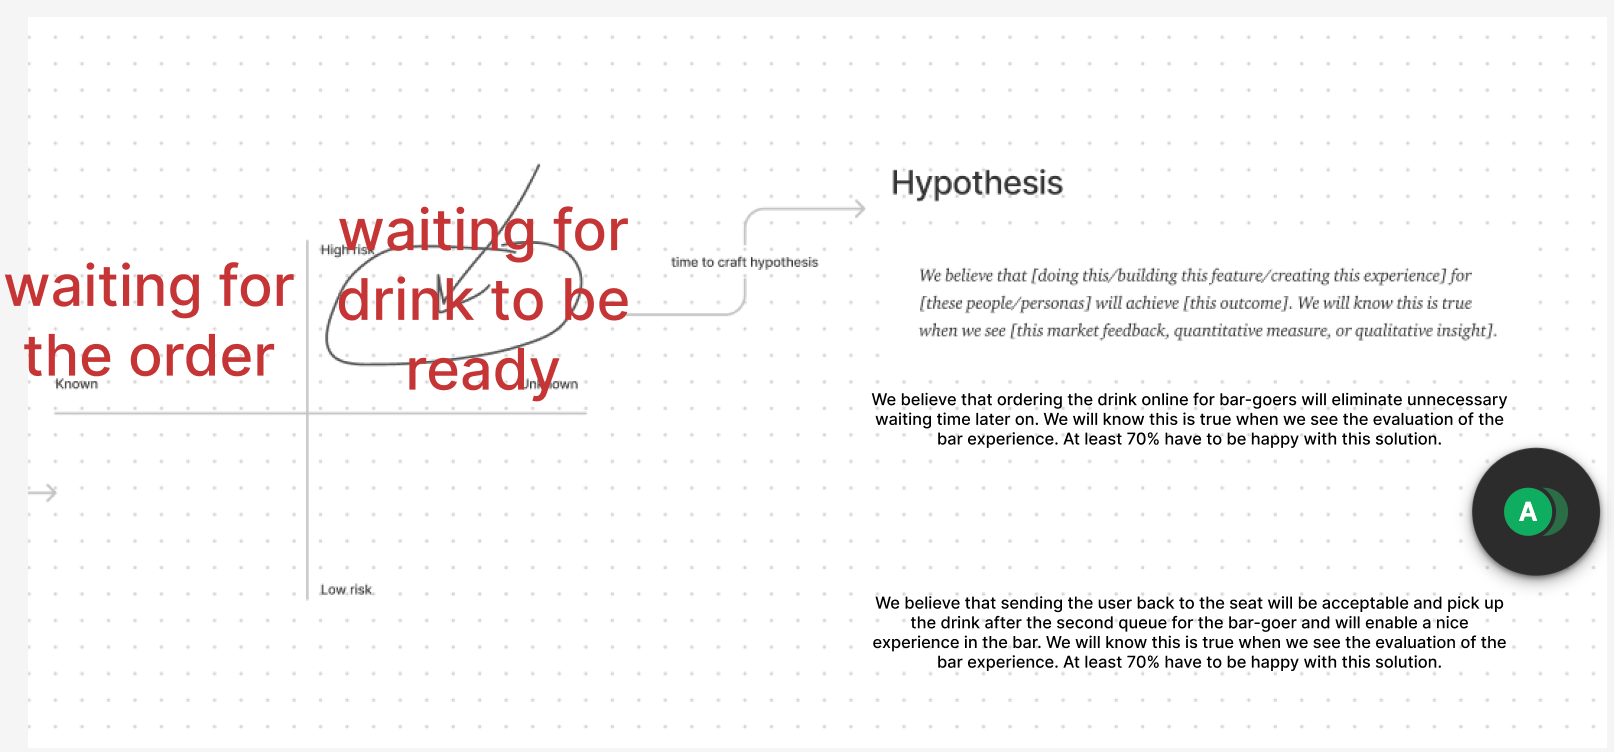 waiting for
the order
Known
High risk
waiting for
drink to be
ready
Unknown
Low risk
time to craft hypothesis
Hypothesis
We believe that [doing this/building this feature/creating this experience] for
[these people/personas] will achieve [this outcome]. We will know this is true
when we see [this market feedback, quantitative measure, or qualitative insight].
We believe that ordering the drink online for bar-goers will eliminate unnecessary
waiting time later on. We will know this is true when we see the evaluation of the
bar experience. At least 70% have to be happy with this solution.
A
We believe that sending the user back to the seat will be acceptable and pick up
the drink after the second queue for the bar-goer and will enable a nice
experience in the bar. We will know this is true when we see the evaluation of the
bar experience. At least 70% have to be happy with this solution.